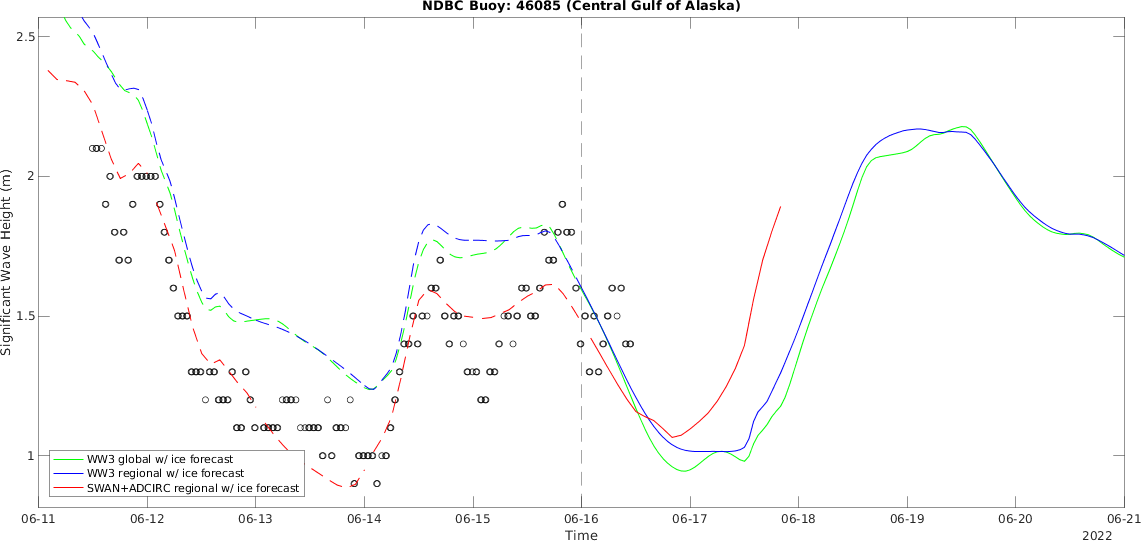 NDBC Buoy: 46085 (Central Gulf of Alaska)
2.5
2
1.5
1
Significant Wave Height (m)
WW3 global w/ ice forecast
WW3 regional w/ ice forecast
SWAN+ADCIRC regional w/ ice forecast
06-11 06-12 06-13 06-14 06-15 06-16 06-17 06-18 06-19 06-20 06-21
Time
2022